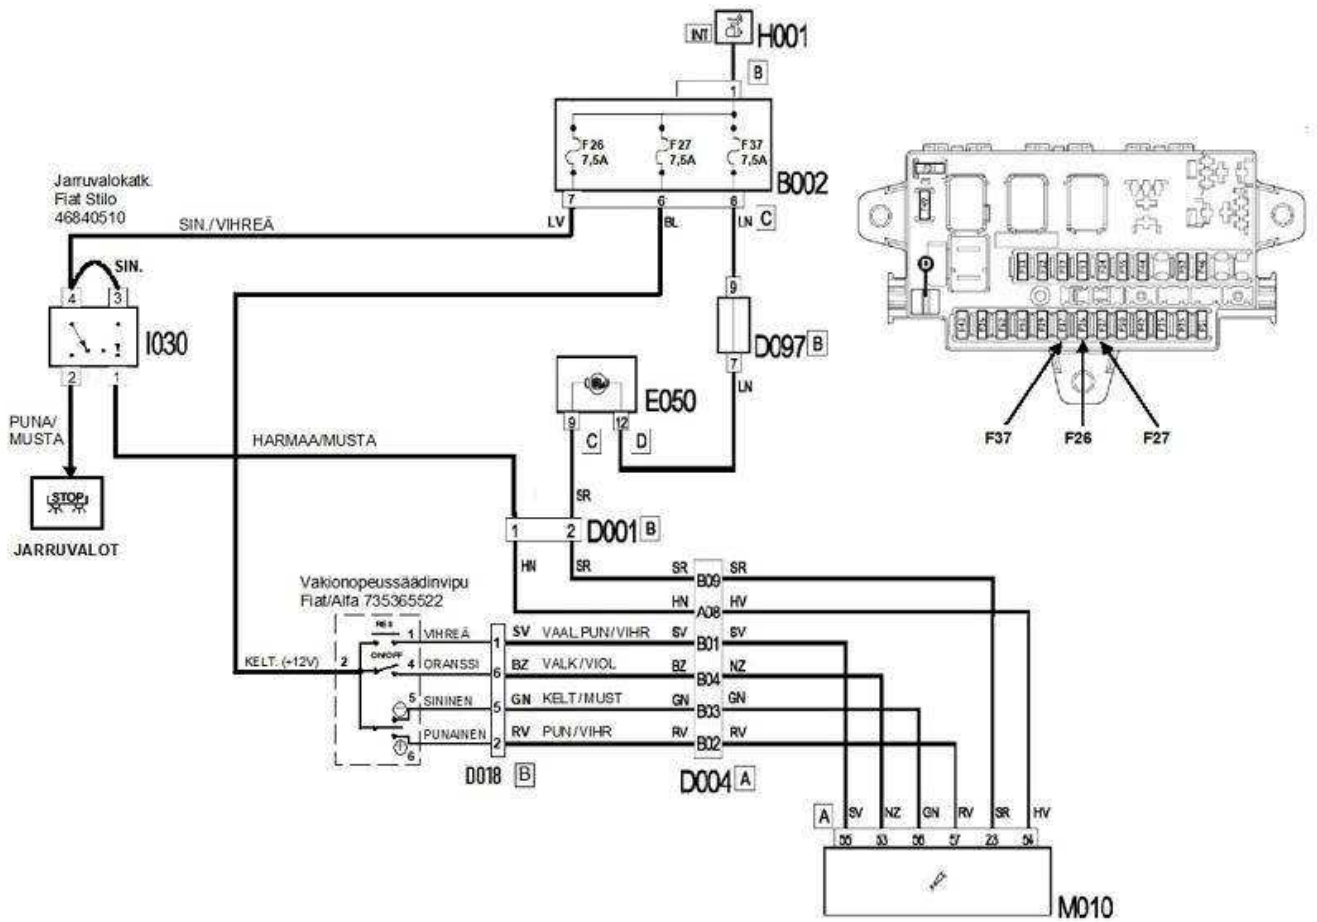 INT H001
B
1
F26
7,5A
F27
7,5A
F37
7,5A
B002
7 6 8 C
LV BL LN
Jarruvalokatk.
Fiat Stilo
46840510
SIN./VIHREÄ
SIN.
4 3
I030
2 1
PUNA/
MUSTA
STOP
JARRUVALOT
HARMAA/MUSTA
9
D097 B
7
LN
E050
9 12
C D
SR
1 2 D001 B
HN SR
F37 F26 F27
Vakionopeussäädinvipu
Fiat/Alfa 735365522
KELT. (+12V) 2
RES
1 VIHREÄ 1 SV VAAL.PUN/VIHR SV B01 SV
ON/OFF
4 ORANSSI 6 BZ VALK/VIOL BZ B04 NZ
5 SININEN 5 GN KELT/MUST GN B03 GN
PUNAINEN 2 RV PUN/VIHR RV B02 RV
6
SR B09 SR
HN A08 HV
D018 B
D004 A
A SV NZ GN RV SR HV
55 53 56 57 23 54
M010